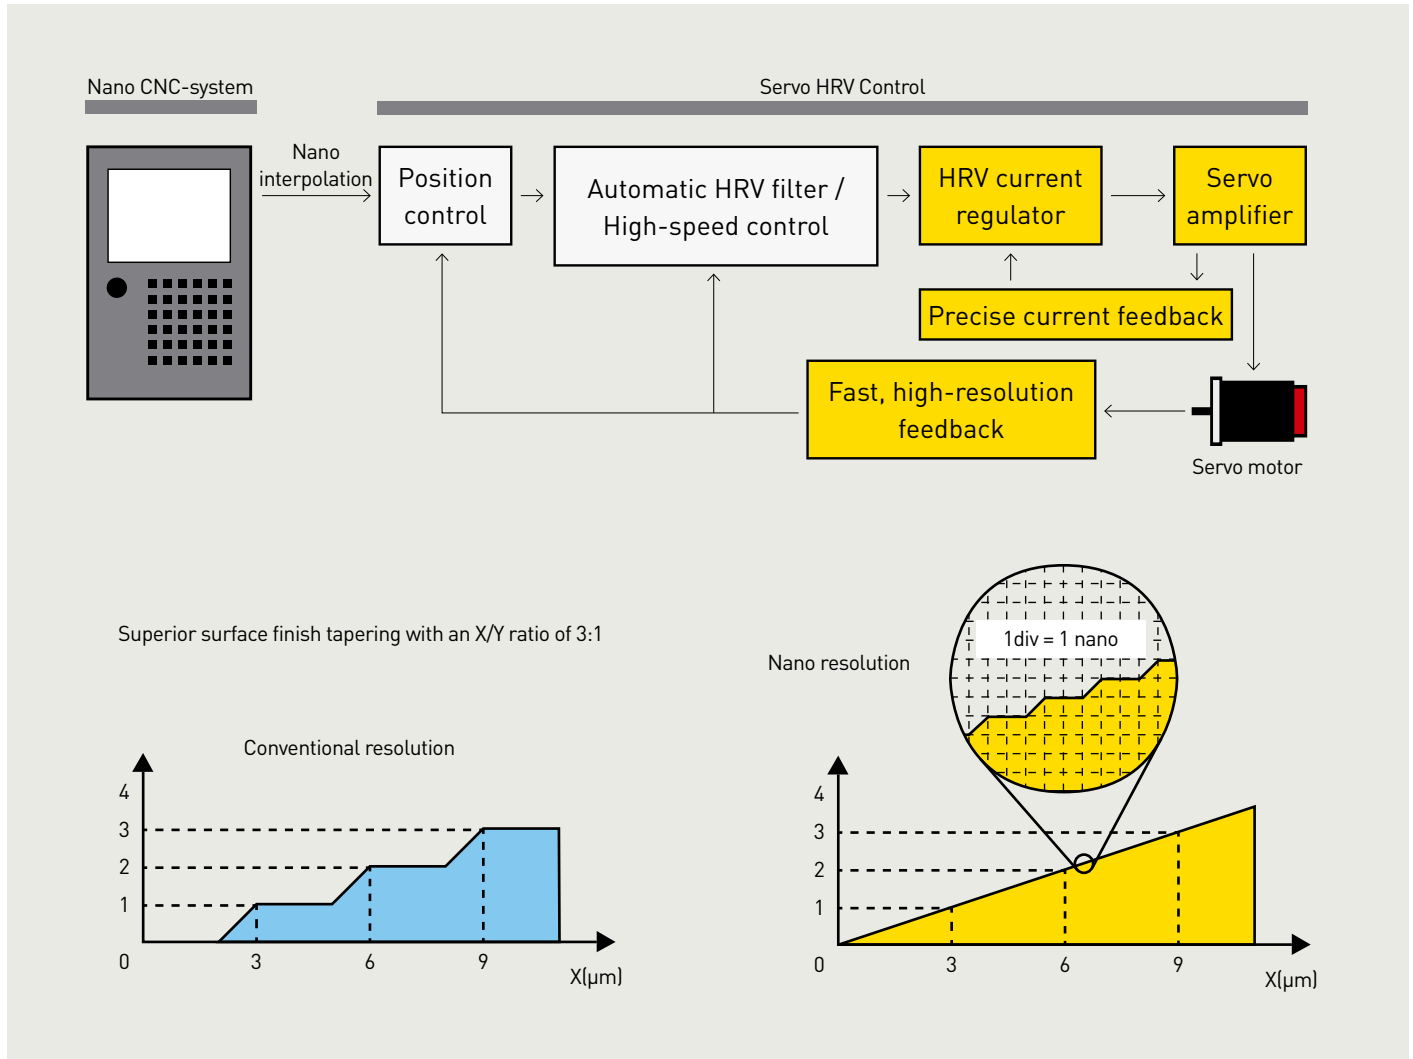 Nano CNC-system
Servo HRV Control
Nano
interpolation
Position
control
Automatic HRV filter /
High-speed control
HRV current
regulator
Servo
amplifier
Precise current feedback
Fast, high-resolution
feedback
Servo motor
Superior surface finish tapering with an X/Y ratio of 3:1
Conventional resolution
4
3
2
1
0
3
6
9
X(µm)
Nano resolution
1div = 1 nano
4
3
2
1
0
3
6
9
X(µm)